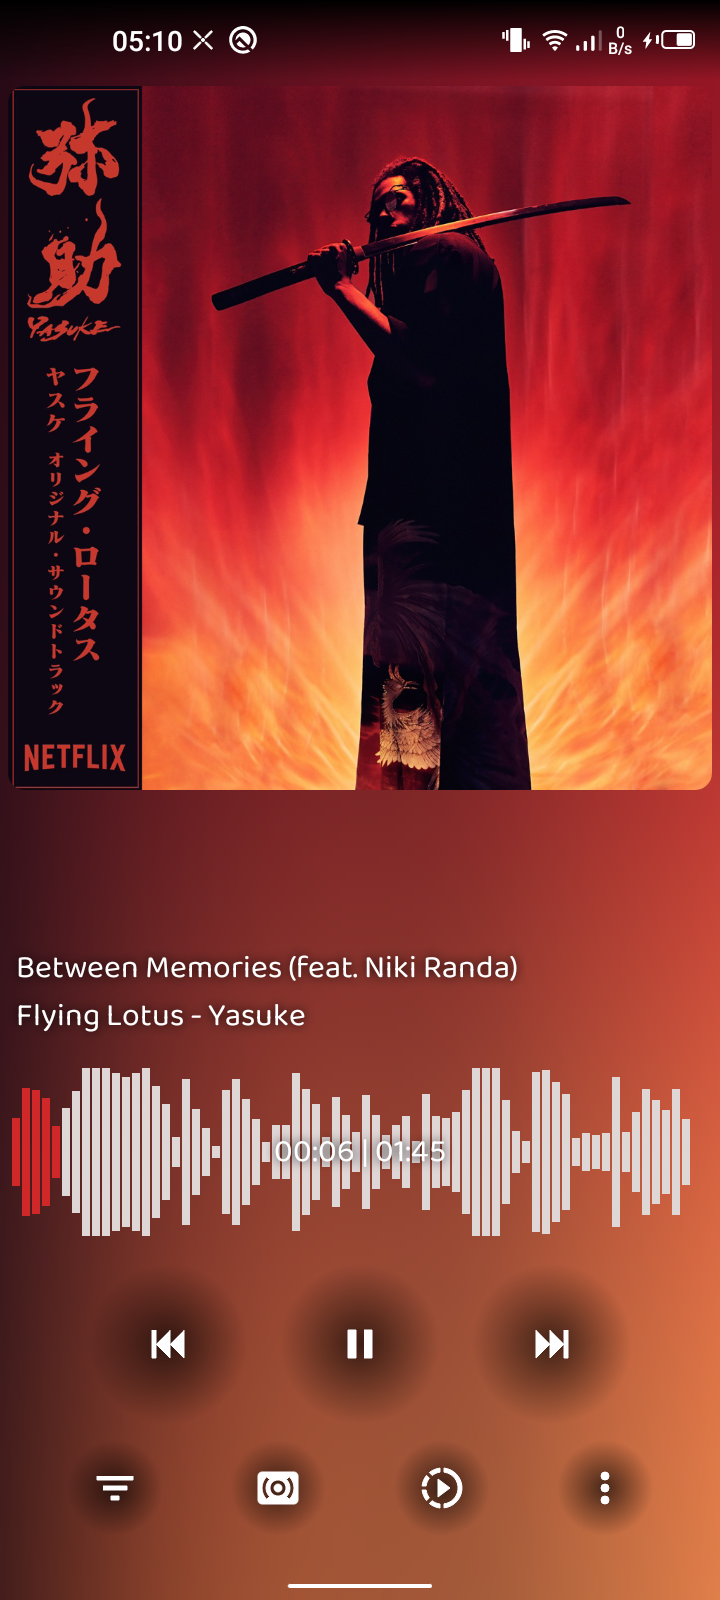 05:10
0
B/s
弥助
YASUKE
フライング・ロータス
ヤスケ オリジナル・サウンドトラック
NETFLIX
Between Memories (feat. Niki Randa)
Flying Lotus - Yasuke
00:06 | 01:45